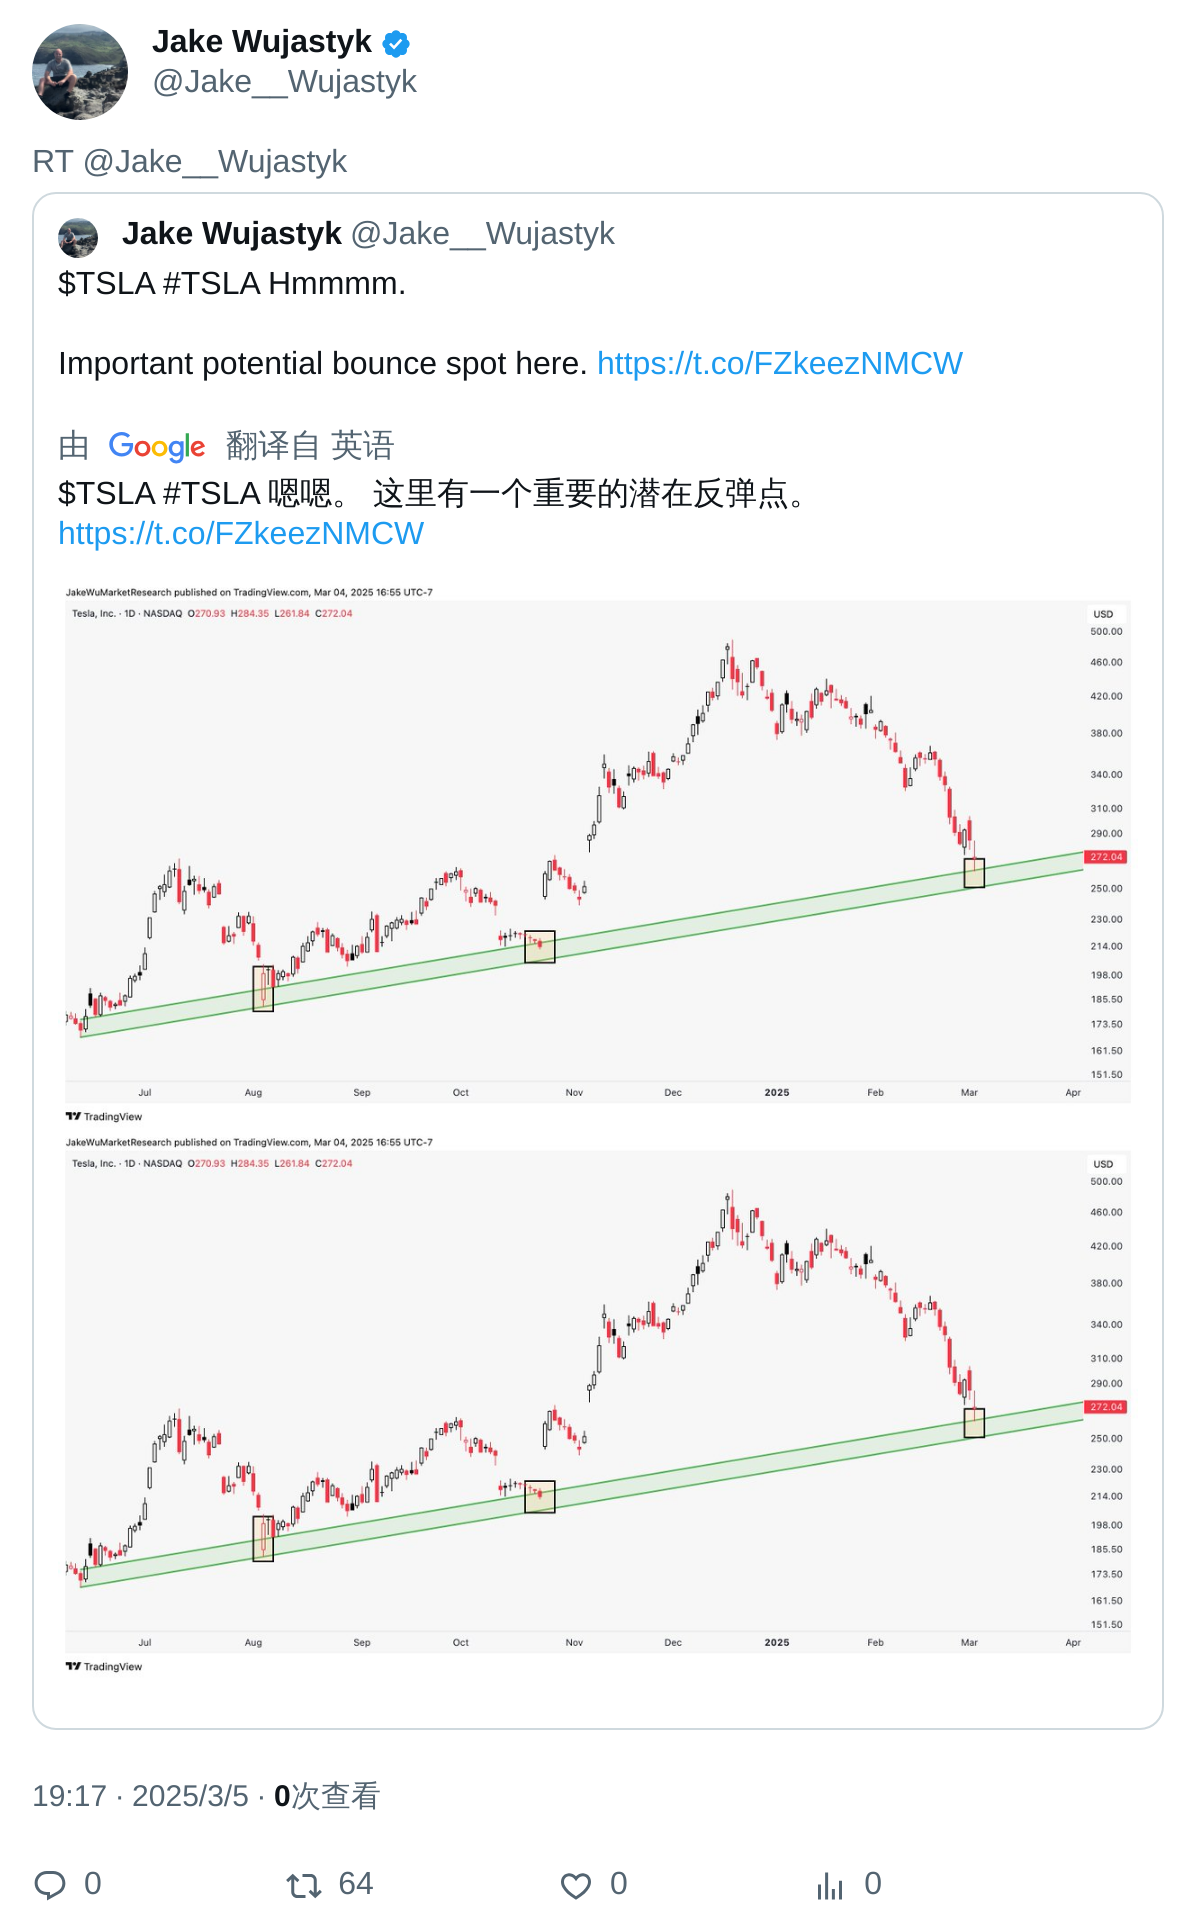 Jake Wujastyk
@Jake__Wujastyk
RT @Jake__Wujastyk
Jake Wujastyk @Jake__Wujastyk
$TSLA #TSLA Hmmmm.
Important potential bounce spot here. https://t.co/FZkeezNMCW
由 Google 翻译自 英语
$TSLA #TSLA 嗯嗯。 这里有一个重要的潜在反弹点。
https://t.co/FZkeezNMCW
JakeWuMarketResearch published on TradingView.com, Mar 04, 2025 16:55 UTC-7
Tesla, Inc. · 1D · NASDAQ O270.93 H284.35 L261.84 C272.04
USD
500.00
460.00
420.00
380.00
340.00
310.00
290.00
272.04
250.00
230.00
214.00
198.00
185.50
173.50
161.50
151.50
Jul Aug Sep Oct Nov Dec 2025 Feb Mar Apr
TradingView
JakeWuMarketResearch published on TradingView.com, Mar 04, 2025 16:55 UTC-7
Tesla, Inc. · 1D · NASDAQ O270.93 H284.35 L261.84 C272.04
USD
500.00
460.00
420.00
380.00
340.00
310.00
290.00
272.04
250.00
230.00
214.00
198.00
185.50
173.50
161.50
151.50
Jul Aug Sep Oct Nov Dec 2025 Feb Mar Apr
TradingView
19:17 · 2025/3/5 · 0次查看
0 64 0 0